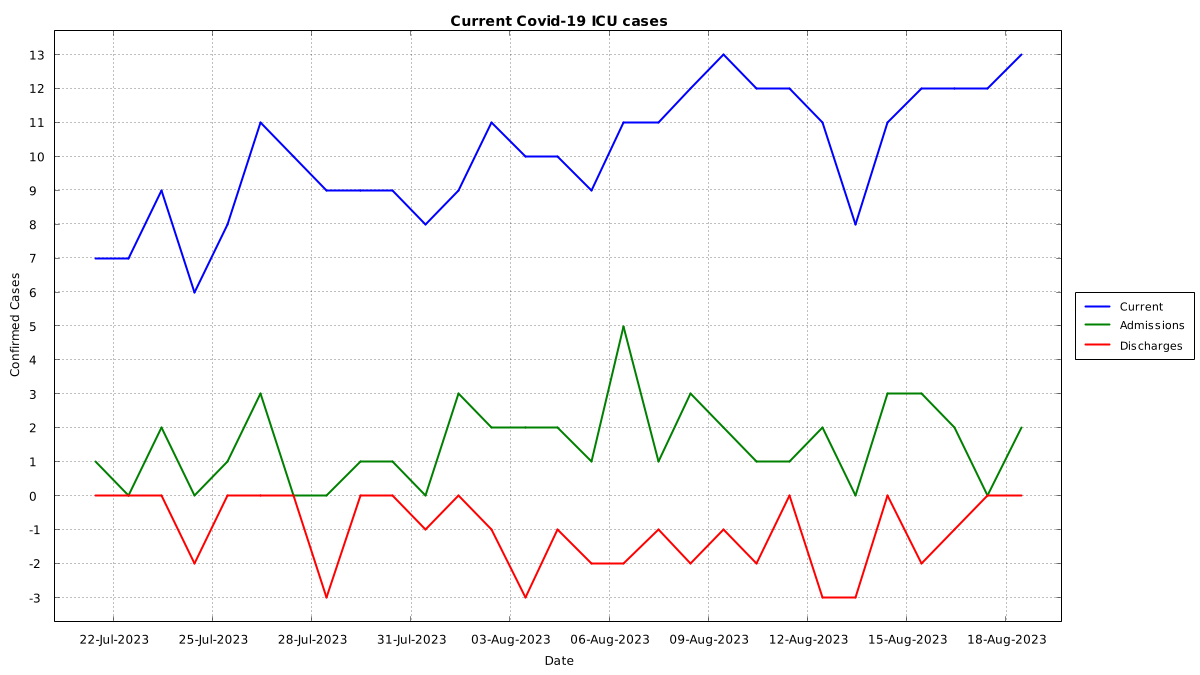 Current Covid-19 ICU cases
Confirmed Cases
13
12
11
10
9
8
7
6
5
4
3
2
1
0
-1
-2
-3
22-Jul-2023 25-Jul-2023 28-Jul-2023 31-Jul-2023 03-Aug-2023 06-Aug-2023 09-Aug-2023 12-Aug-2023 15-Aug-2023 18-Aug-2023
Date
Current
Admissions
Discharges